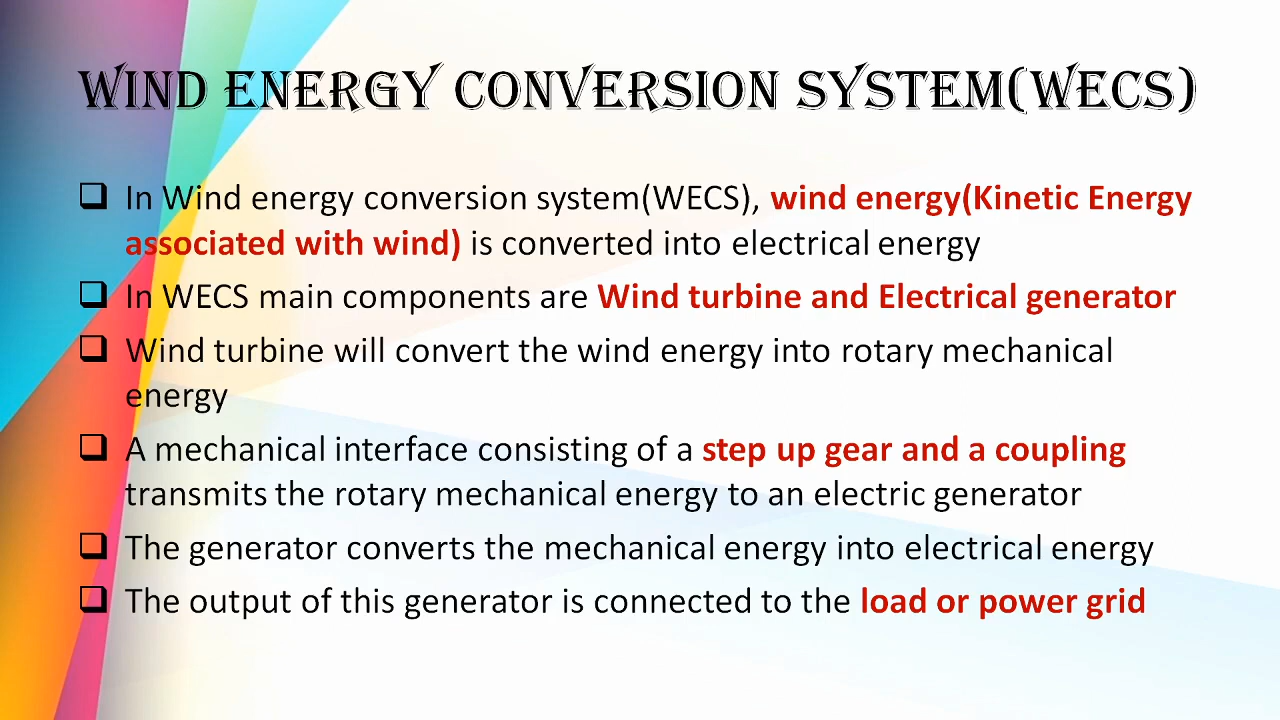 WIND ENERGY CONVERSION SYSTEM(WECS)
❑ In Wind energy conversion system(WECS), wind energy(Kinetic Energy
associated with wind) is converted into electrical energy
❑ In WECS main components are Wind turbine and Electrical generator
❑ Wind turbine will convert the wind energy into rotary mechanical
energy
❑ A mechanical interface consisting of a step up gear and a coupling
transmits the rotary mechanical energy to an electric generator
❑ The generator converts the mechanical energy into electrical energy
❑ The output of this generator is connected to the load or power grid